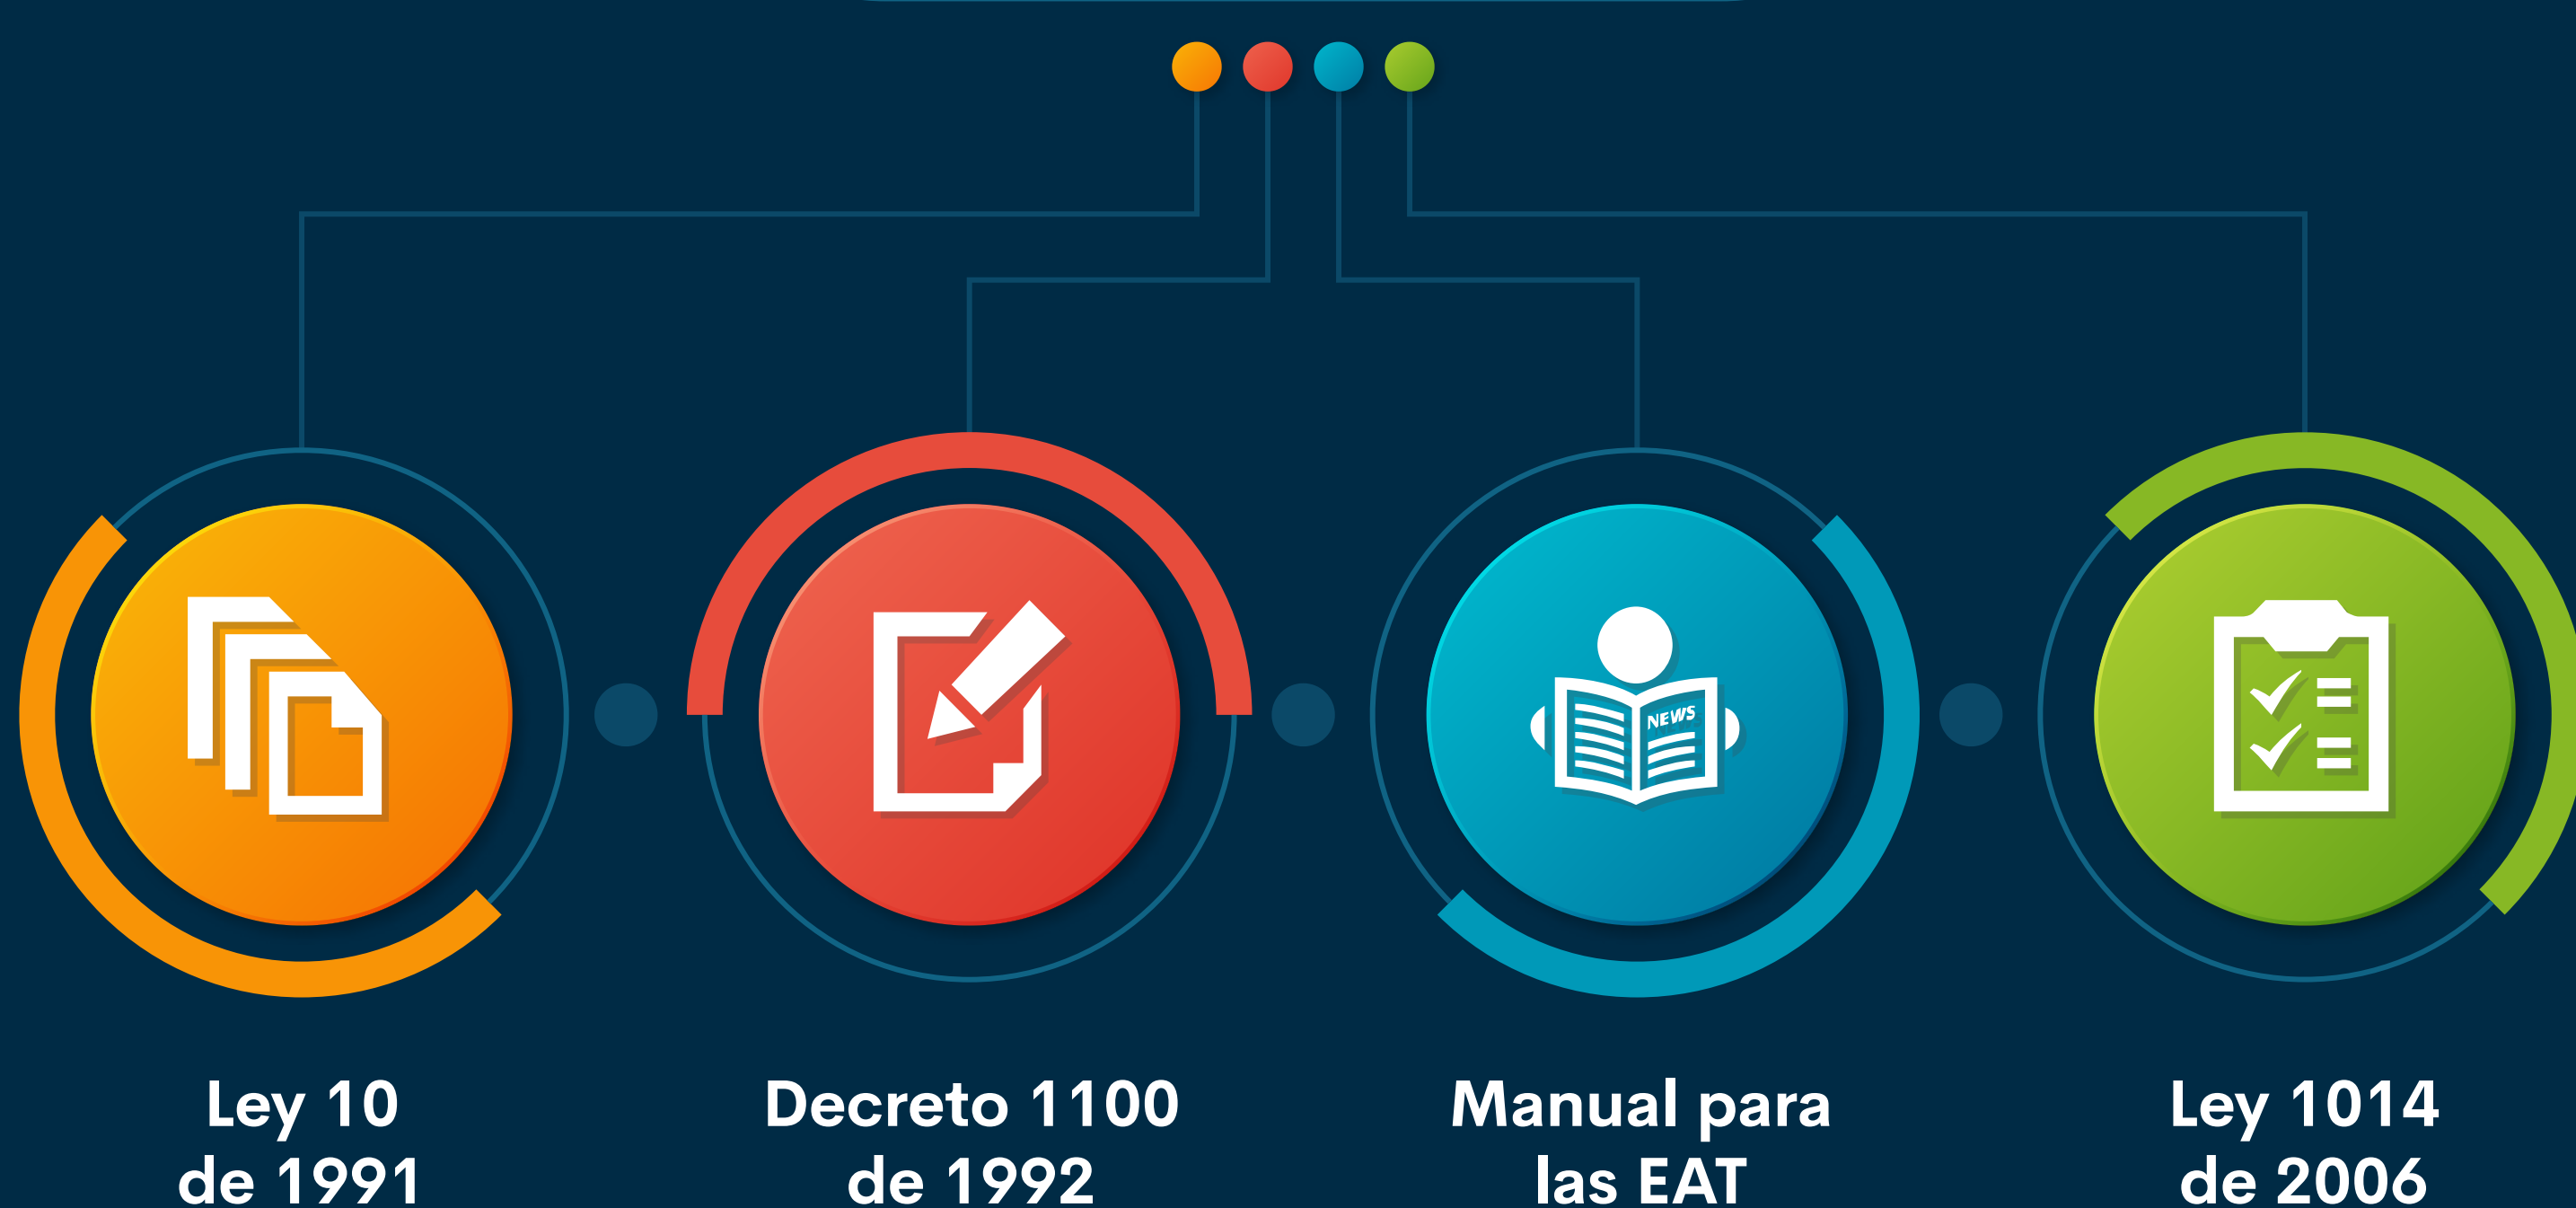 NEWS
Ley 10
de 1991
Decreto 1100
de 1992
Manual para
las EAT
Ley 1014
de 2006